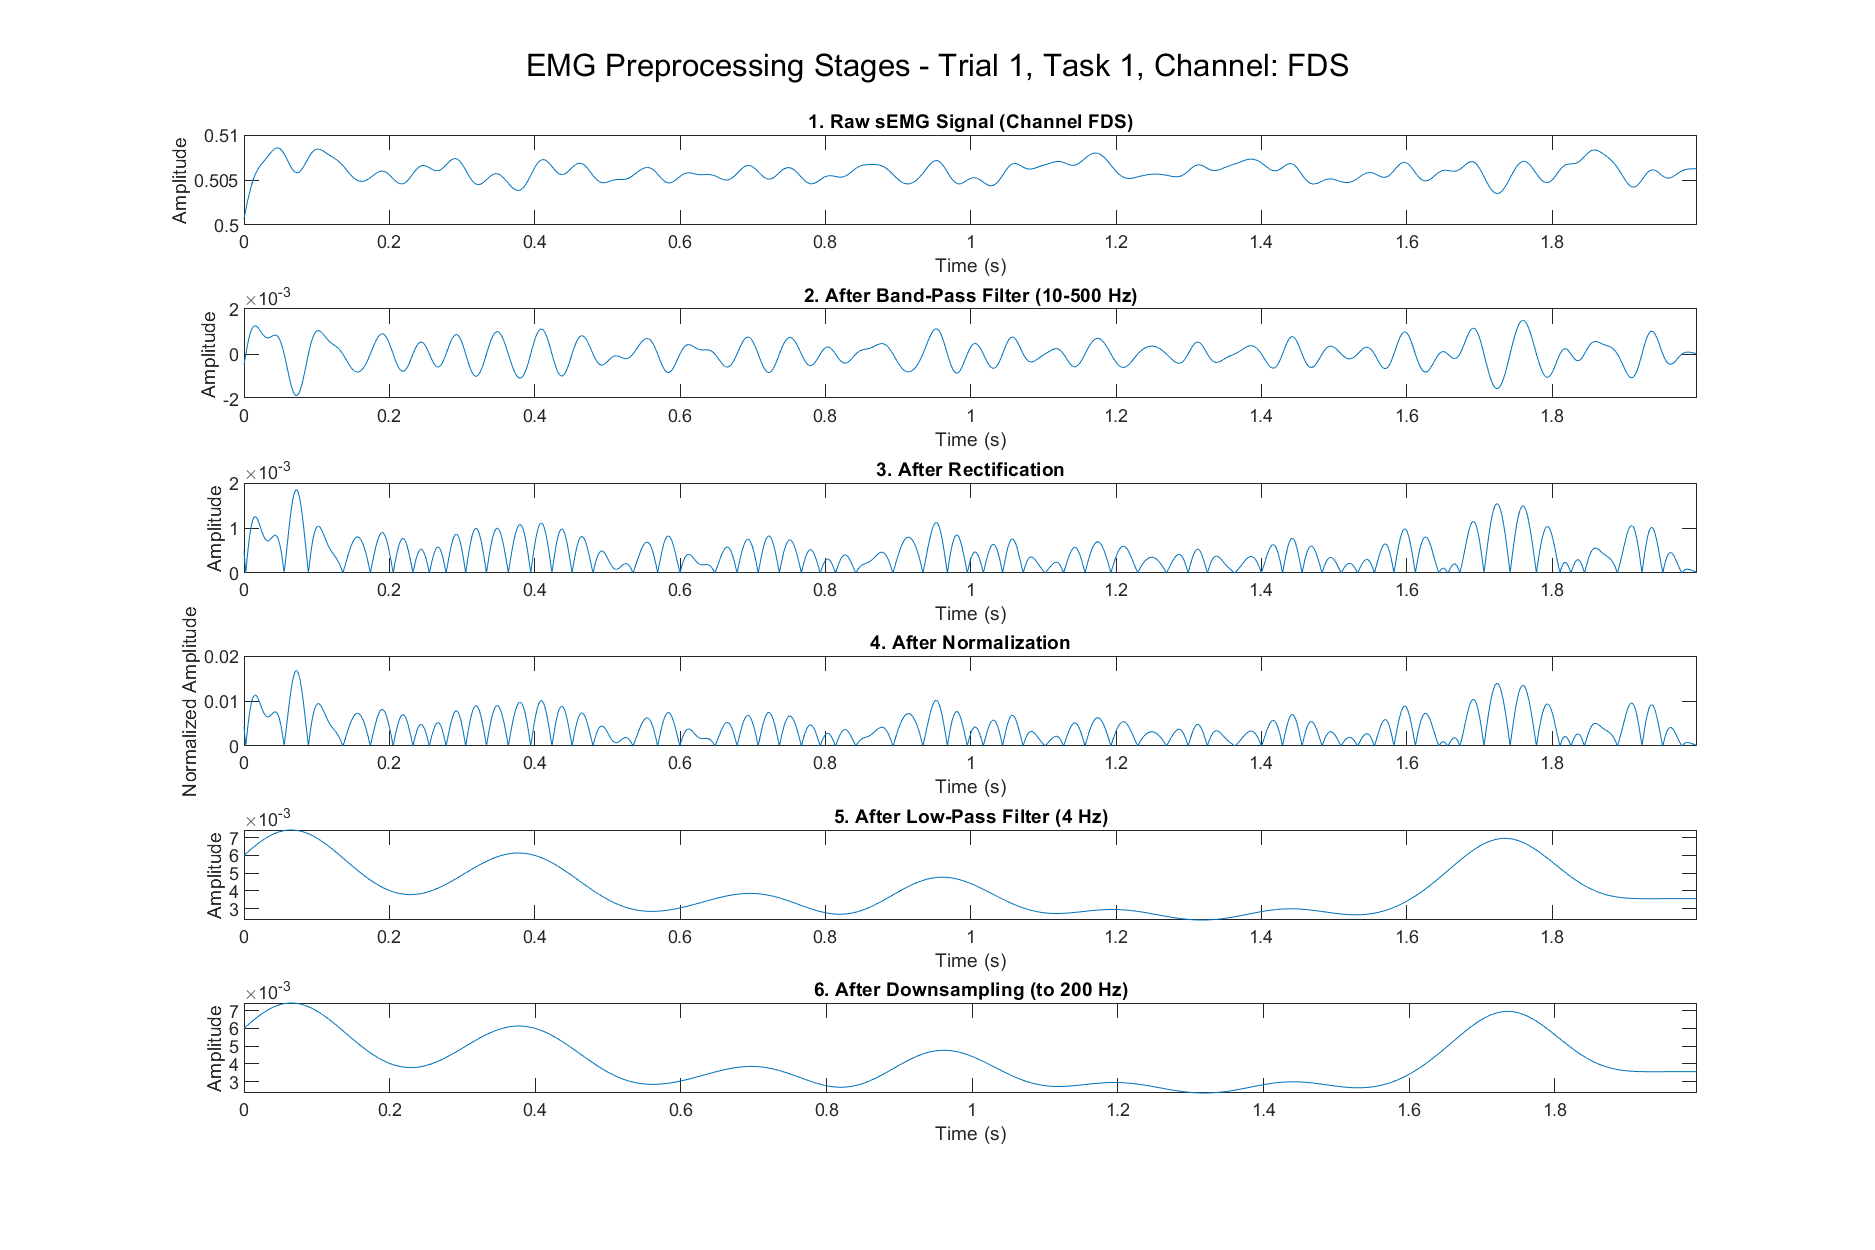 EMG Preprocessing Stages - Trial 1, Task 1, Channel: FDS
1. Raw sEMG Signal (Channel FDS)
Amplitude
0.51
0.505
0.5
0 0.2 0.4 0.6 0.8 1 1.2 1.4 1.6 1.8
Time (s)
2. After Band-Pass Filter (10-500 Hz)
×10⁻³
Amplitude
2
0
-2
0 0.2 0.4 0.6 0.8 1 1.2 1.4 1.6 1.8
Time (s)
3. After Rectification
×10⁻³
Amplitude
2
1
0
0 0.2 0.4 0.6 0.8 1 1.2 1.4 1.6 1.8
Time (s)
4. After Normalization
Normalized Amplitude
0.02
0.01
0
0 0.2 0.4 0.6 0.8 1 1.2 1.4 1.6 1.8
Time (s)
5. After Low-Pass Filter (4 Hz)
×10⁻³
Amplitude
7
6
5
4
3
0 0.2 0.4 0.6 0.8 1 1.2 1.4 1.6 1.8
Time (s)
6. After Downsampling (to 200 Hz)
×10⁻³
Amplitude
7
6
5
4
3
0 0.2 0.4 0.6 0.8 1 1.2 1.4 1.6 1.8
Time (s)